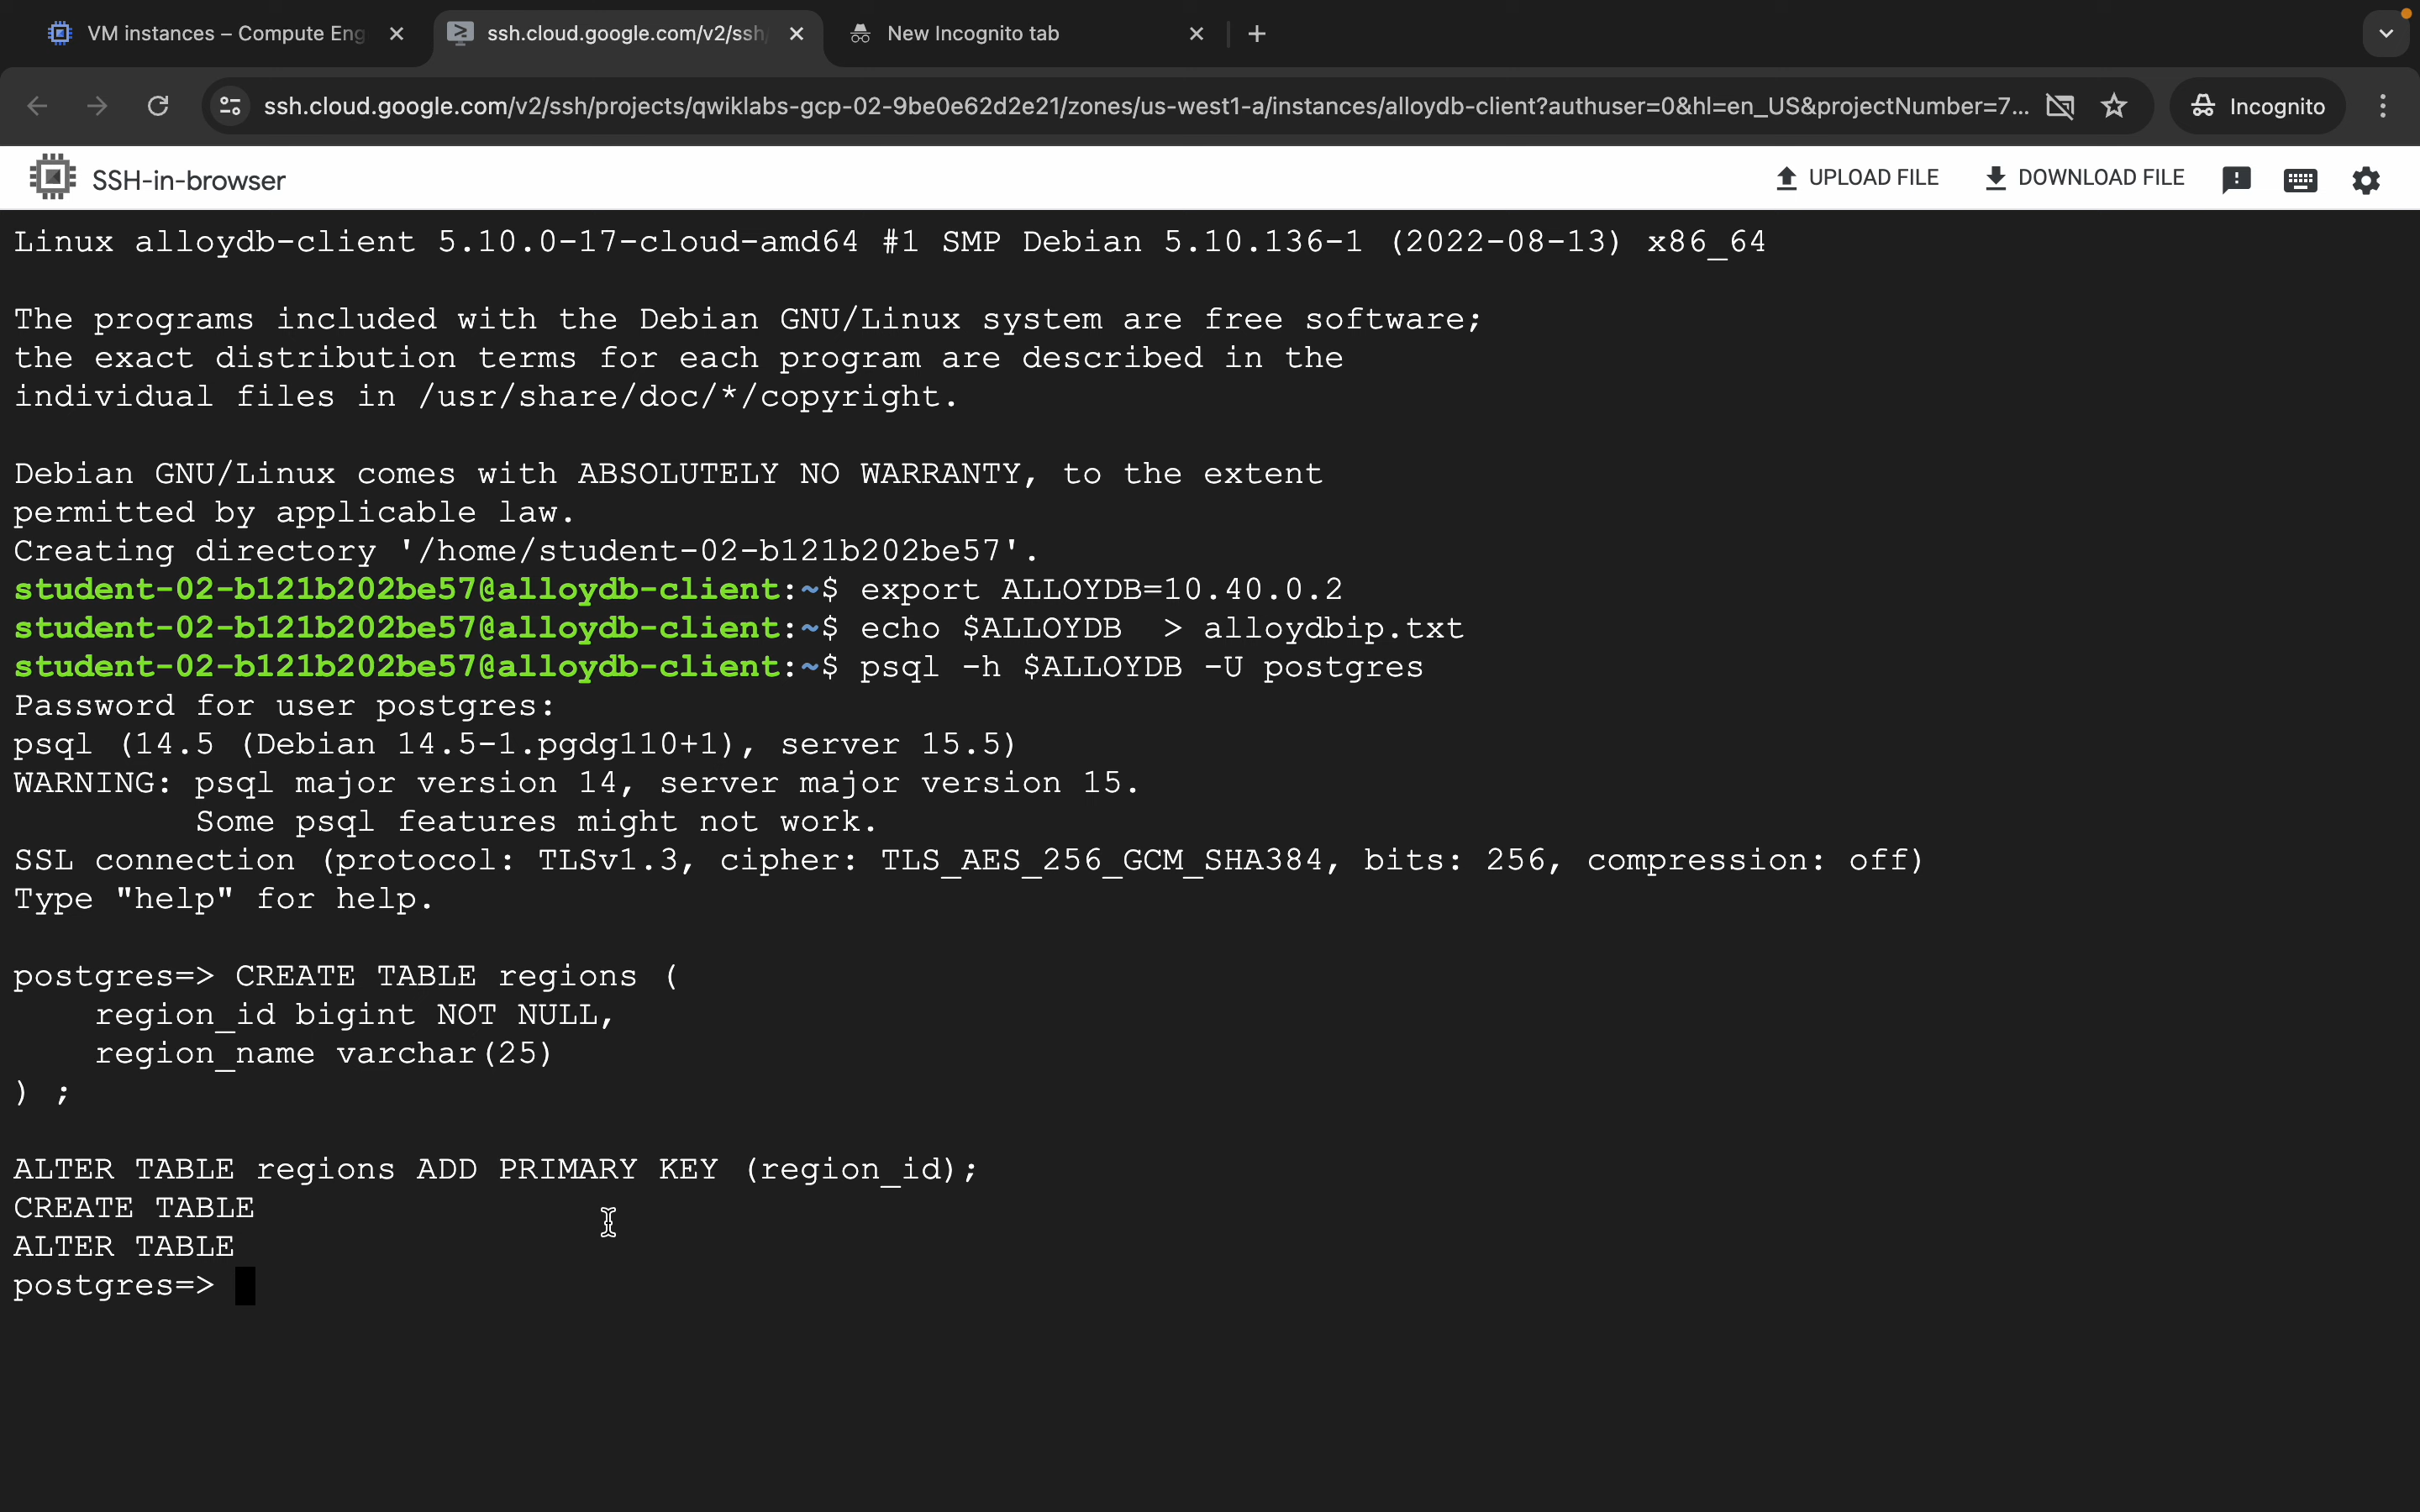 VM instances – Compute Eng
ssh.cloud.google.com/v2/ssh/
New Incognito tab
ssh.cloud.google.com/v2/ssh/projects/qwiklabs-gcp-02-9be0e62d2e21/zones/us-west1-a/instances/alloydb-client?authuser=0&hl=en_US&projectNumber=7...
Incognito
SSH-in-browser
UPLOAD FILE
DOWNLOAD FILE
Linux alloydb-client 5.10.0-17-cloud-amd64 #1 SMP Debian 5.10.136-1 (2022-08-13) x86_64
The programs included with the Debian GNU/Linux system are free software;
the exact distribution terms for each program are described in the
individual files in /usr/share/doc/*/copyright.
Debian GNU/Linux comes with ABSOLUTELY NO WARRANTY, to the extent
permitted by applicable law.
Creating directory '/home/student-02-b121b202be57'.
student-02-b121b202be57@alloydb-client:~$ export ALLOYDB=10.40.0.2
student-02-b121b202be57@alloydb-client:~$ echo $ALLOYDB  > alloydbip.txt
student-02-b121b202be57@alloydb-client:~$ psql -h $ALLOYDB -U postgres
Password for user postgres:
psql (14.5 (Debian 14.5-1.pgdg110+1), server 15.5)
WARNING: psql major version 14, server major version 15.
         Some psql features might not work.
SSL connection (protocol: TLSv1.3, cipher: TLS_AES_256_GCM_SHA384, bits: 256, compression: off)
Type "help" for help.
postgres=> CREATE TABLE regions (
    region_id bigint NOT NULL,
    region_name varchar(25)
) ;
ALTER TABLE regions ADD PRIMARY KEY (region_id);
CREATE TABLE
ALTER TABLE
postgres=>